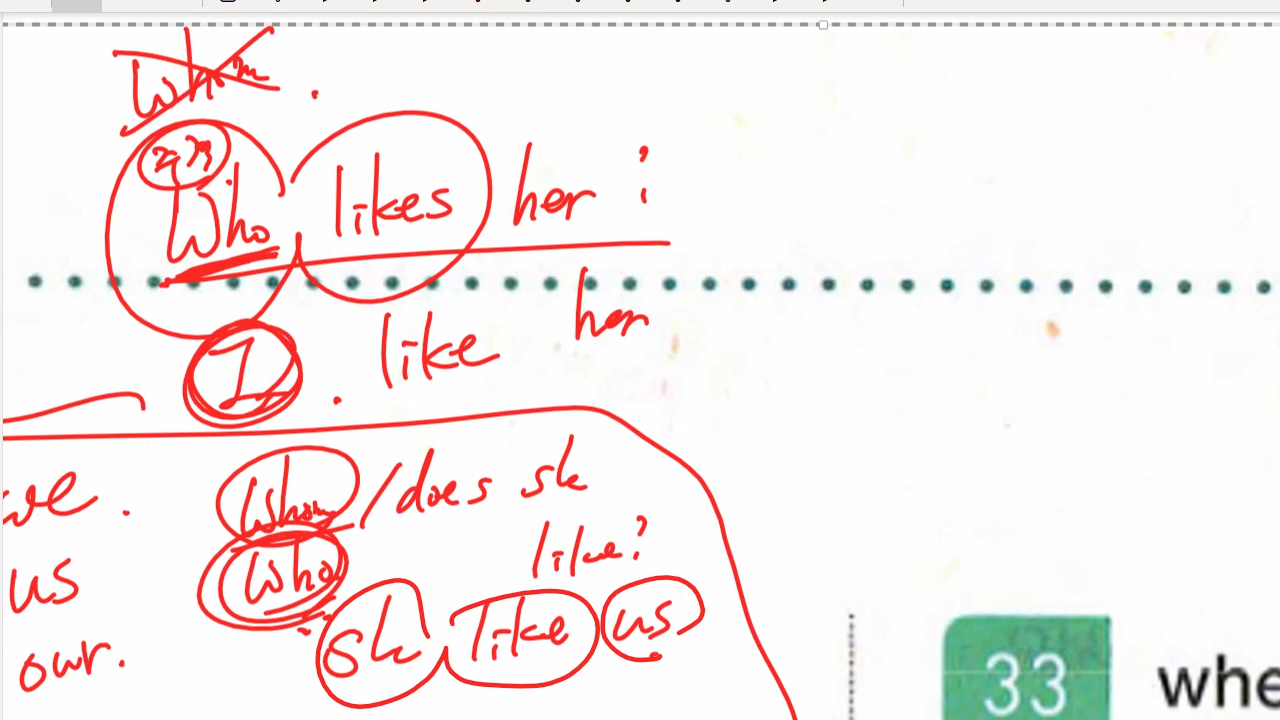 whom .
who likes her ?
her
I . like
we . whom / does she
like?
us who
she like us
our.
33 whe